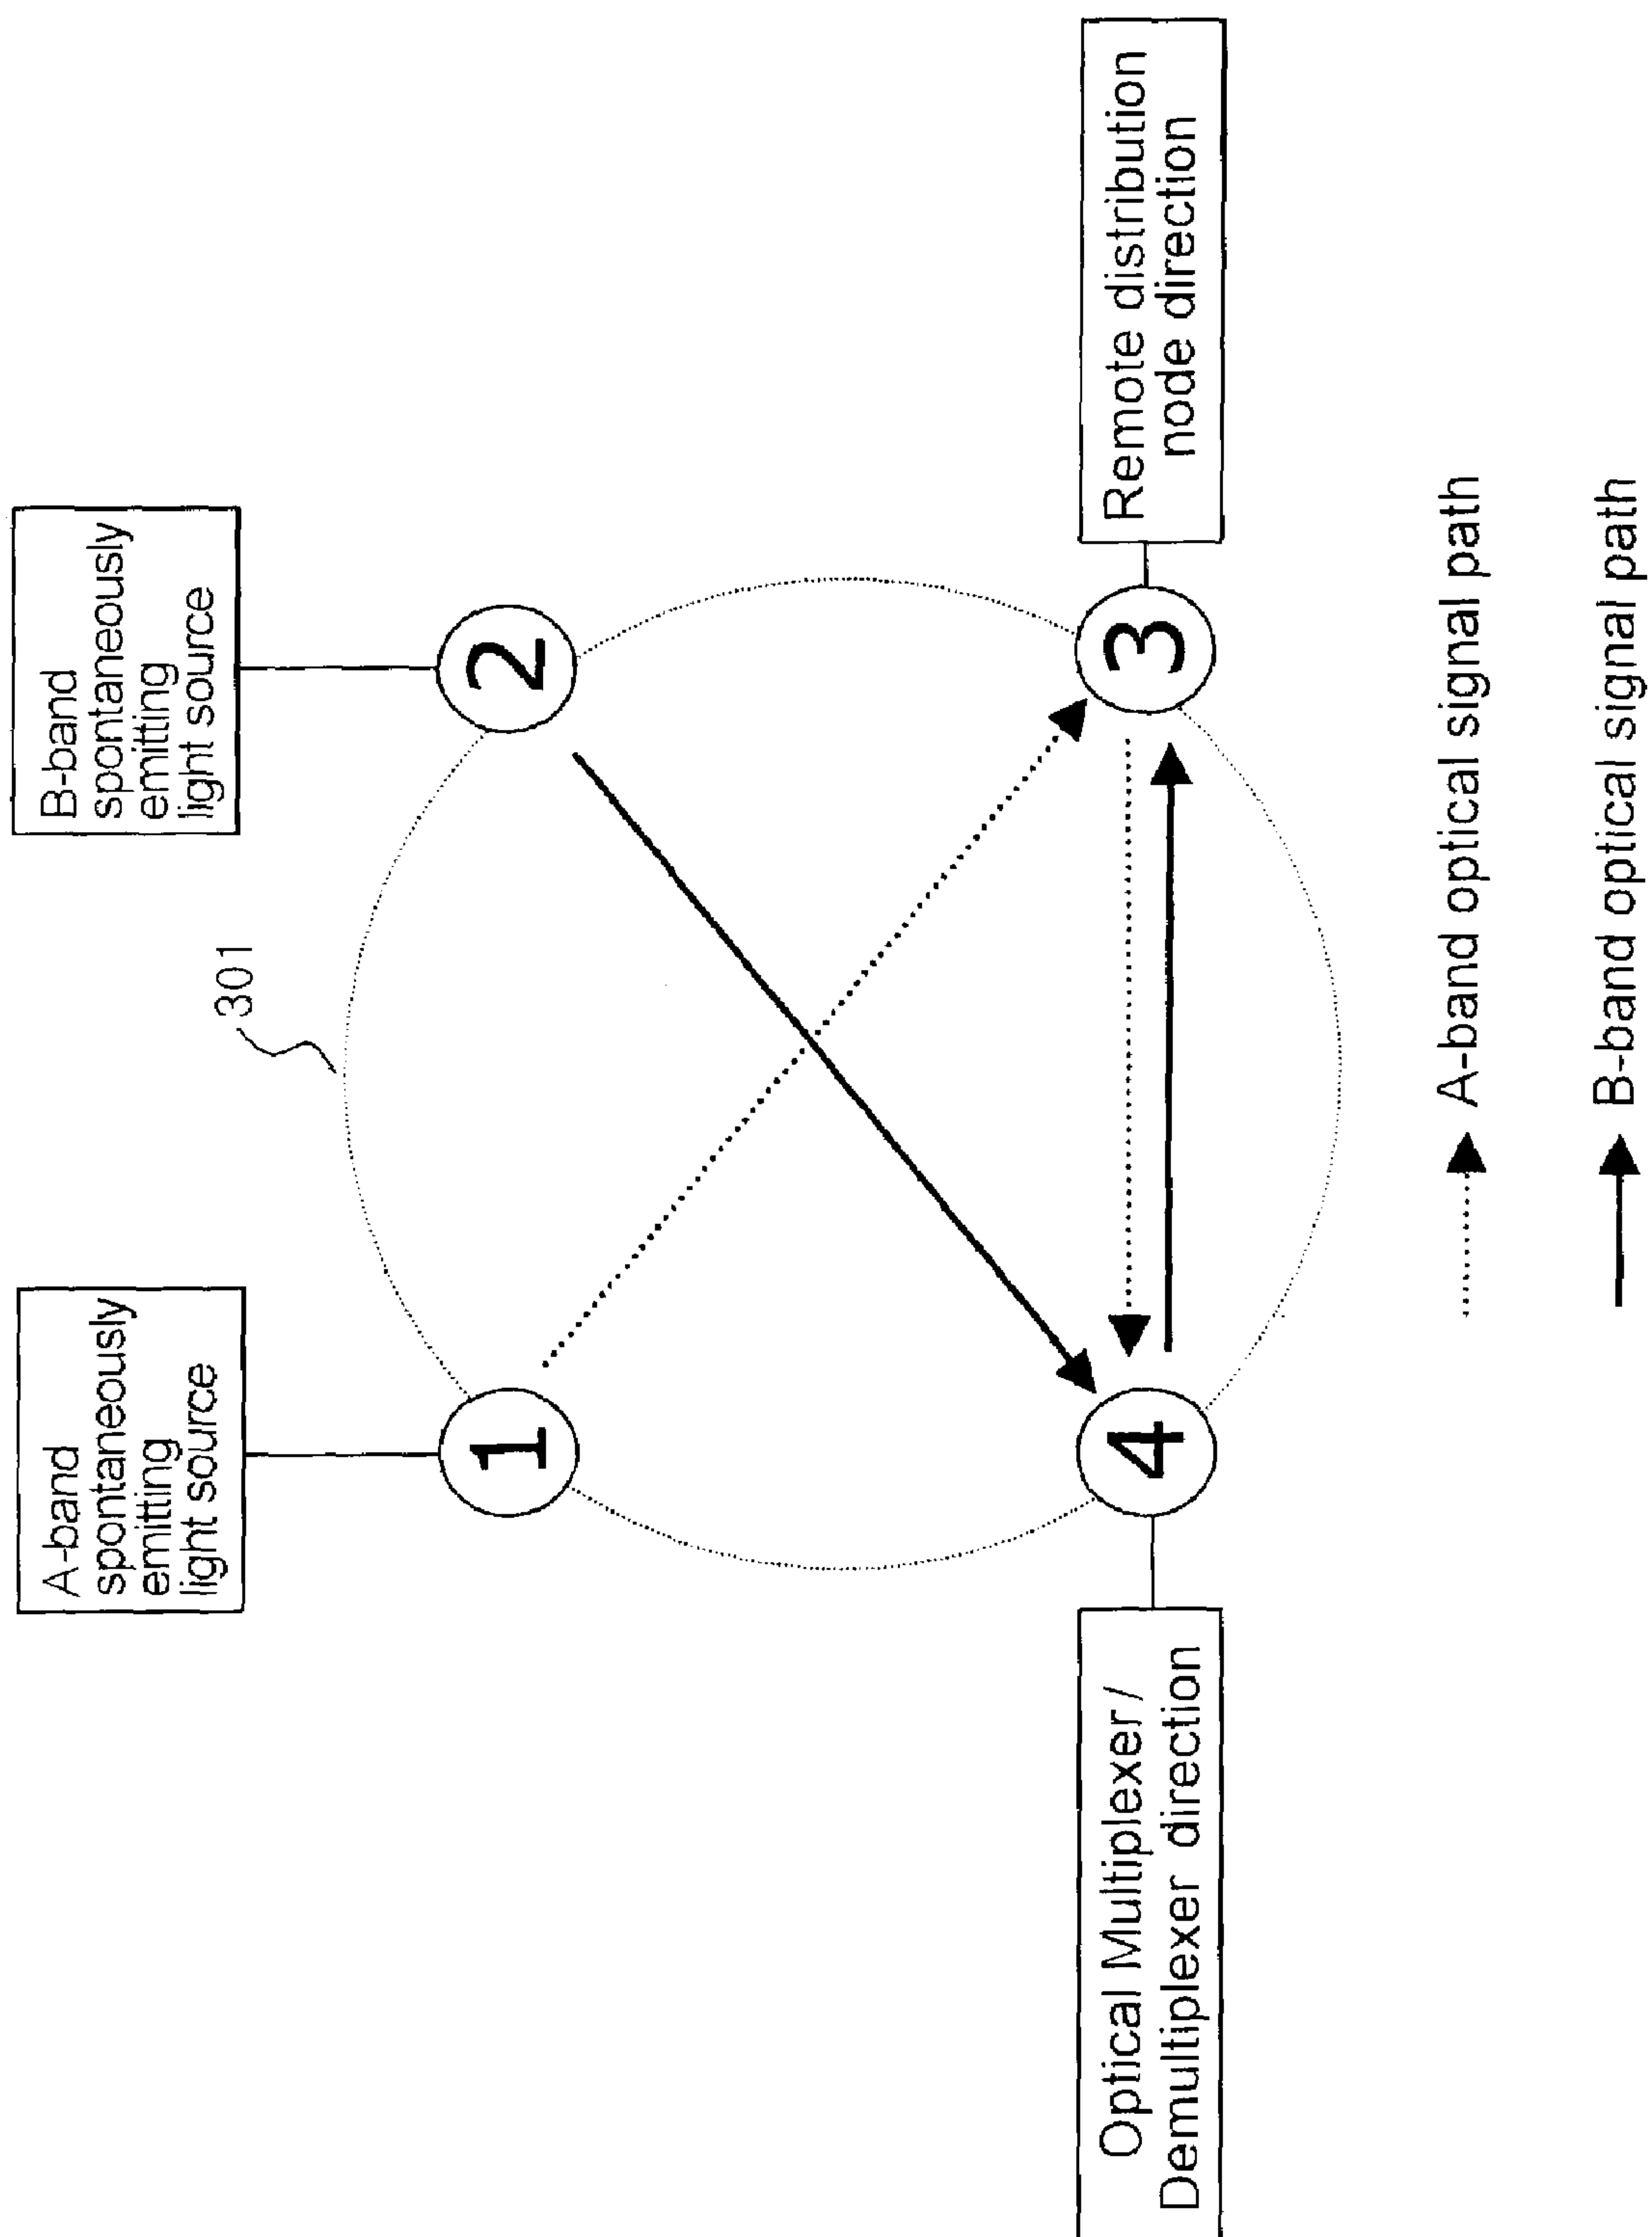 A-band
spontaneously
emitting
light source
B-band
spontaneously
emitting
light source
301
1
2
4
3
Optical Multiplexer/
Demultiplexer direction
Remote distribution
node direction
A-band optical signal path
B-band optical signal path